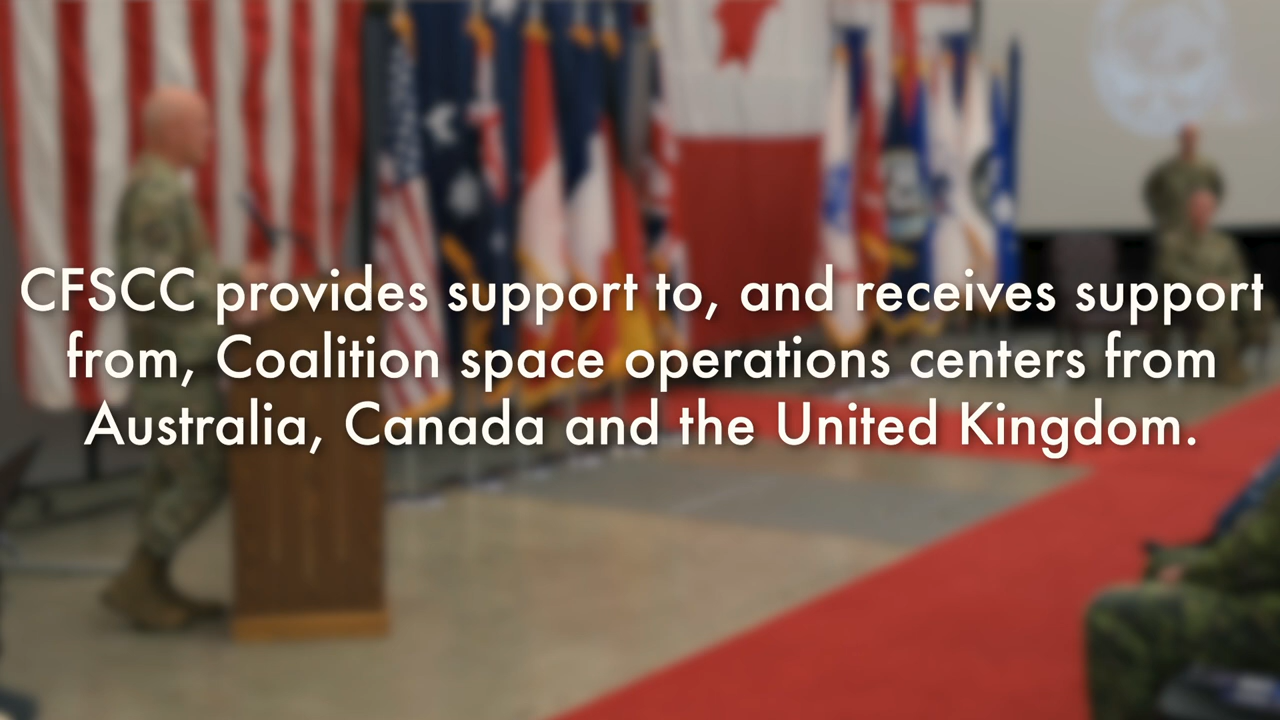 CFSCC provides support to, and receives support
from, Coalition space operations centers from
Australia, Canada and the United Kingdom.